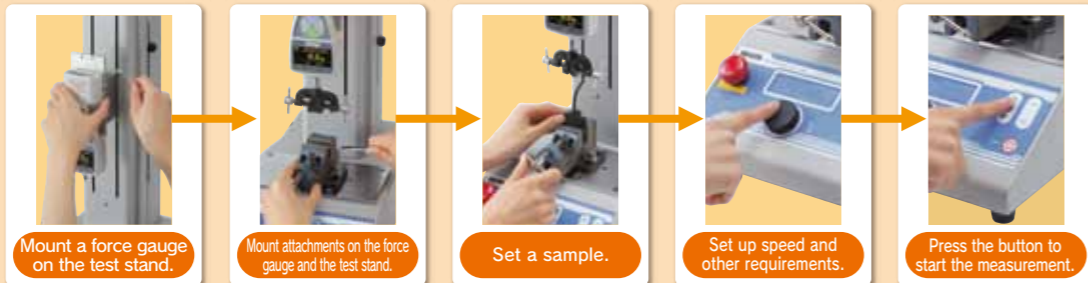 Mount a force gauge
on the test stand.
Mount attachments on the force
gauge and the test stand.
Set a sample.
Set up speed and
other requirements.
Press the button to
start the measurement.